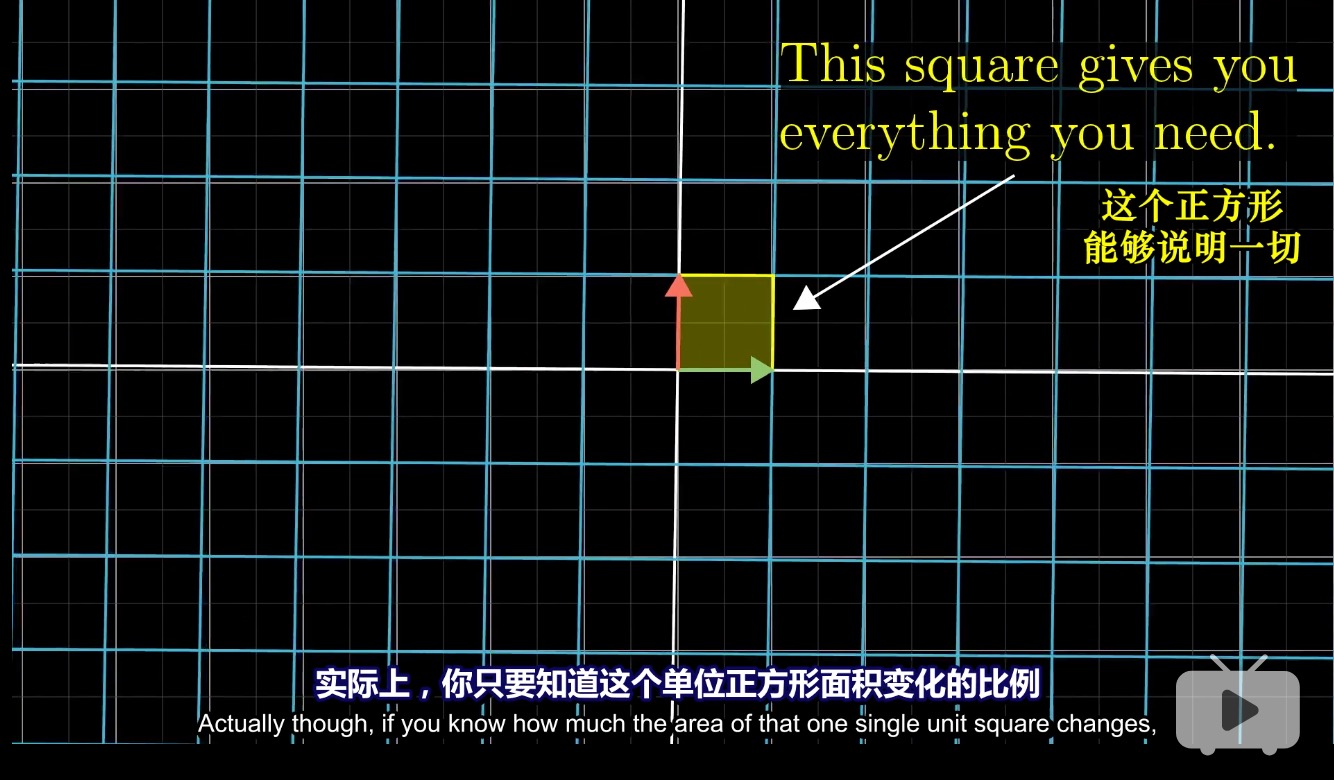 This square gives you
everything you need.
这个正方形
能够说明一切
实际上，你只要知道这个单位正方形面积变化的比例
Actually though, if you know how much the area of that one single unit square changes,